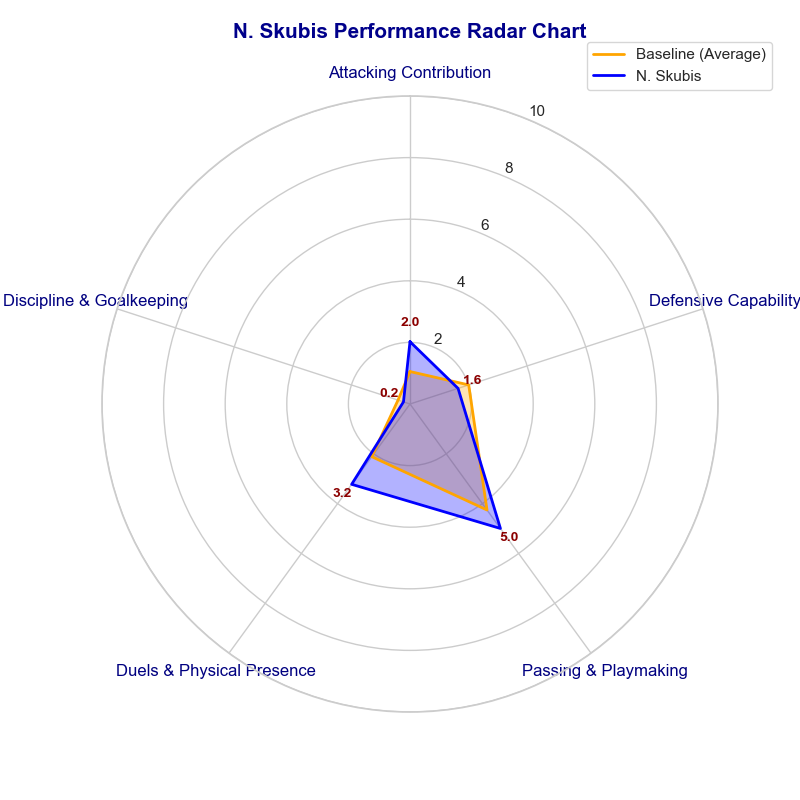 N. Skubis Performance Radar Chart
Baseline (Average)
N. Skubis
Attacking Contribution
10
8
6
4
2
Discipline & Goalkeeping
Defensive Capability
2.0
1.6
0.2
3.2
5.0
Duels & Physical Presence
Passing & Playmaking